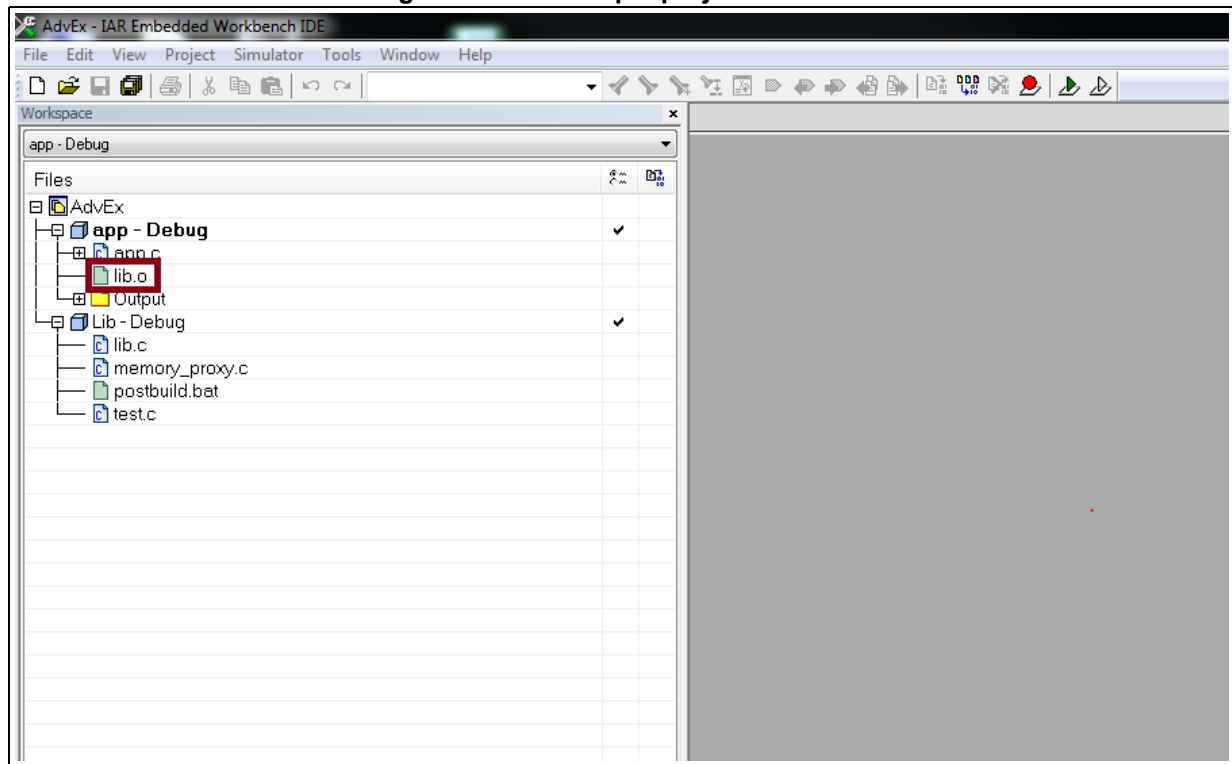 AdvEx - IAR Embedded Workbench IDE
File Edit View Project Simulator Tools Window Help
Workspace
app - Debug
Files
AdvEx
app - Debug
app.c
lib.o
Output
Lib - Debug
lib.c
memory_proxy.c
postbuild.bat
test.c